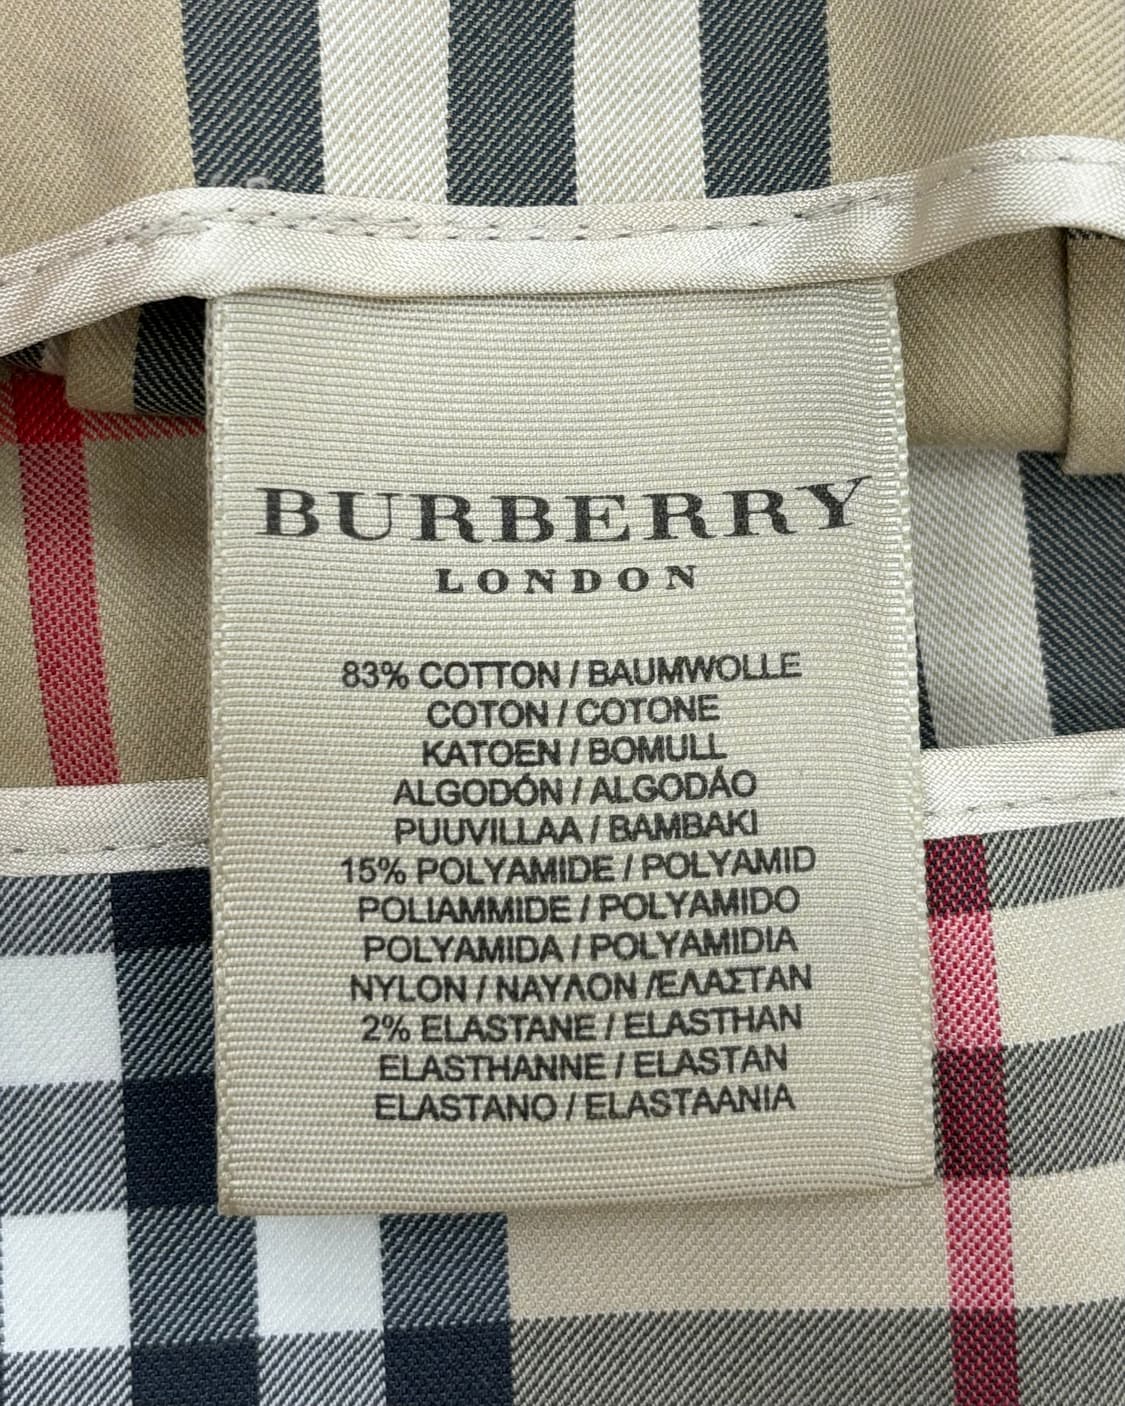 BURBERRY
LONDON
83% COTTON / BAUMWOLLE
COTON / COTONE
KATOEN / BOMULL
ALGODÓN / ALGODÁO
PUUVILLAA / BAMBAKI
15% POLYAMIDE / POLYAMID
POLIAMMIDE / POLYAMIDO
POLYAMIDA / POLYAMIDIA
NYLON / ΝΑΥΛΟΝ /ΕΛΑΣΤΑΝ
2% ELASTANE / ELASTHAN
ELASTHANNE / ELASTAN
ELASTANO / ELASTAANIA